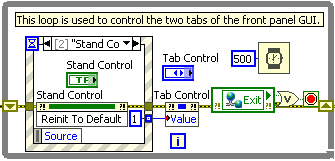 This loop is used to control the two tabs of the front panel GUI.
[2] "Stand Co
Stand Control
TF
Stand Control
Reinit To Default
Source
1
Tab Control
Tab Control
Value
i
500
Exit
V